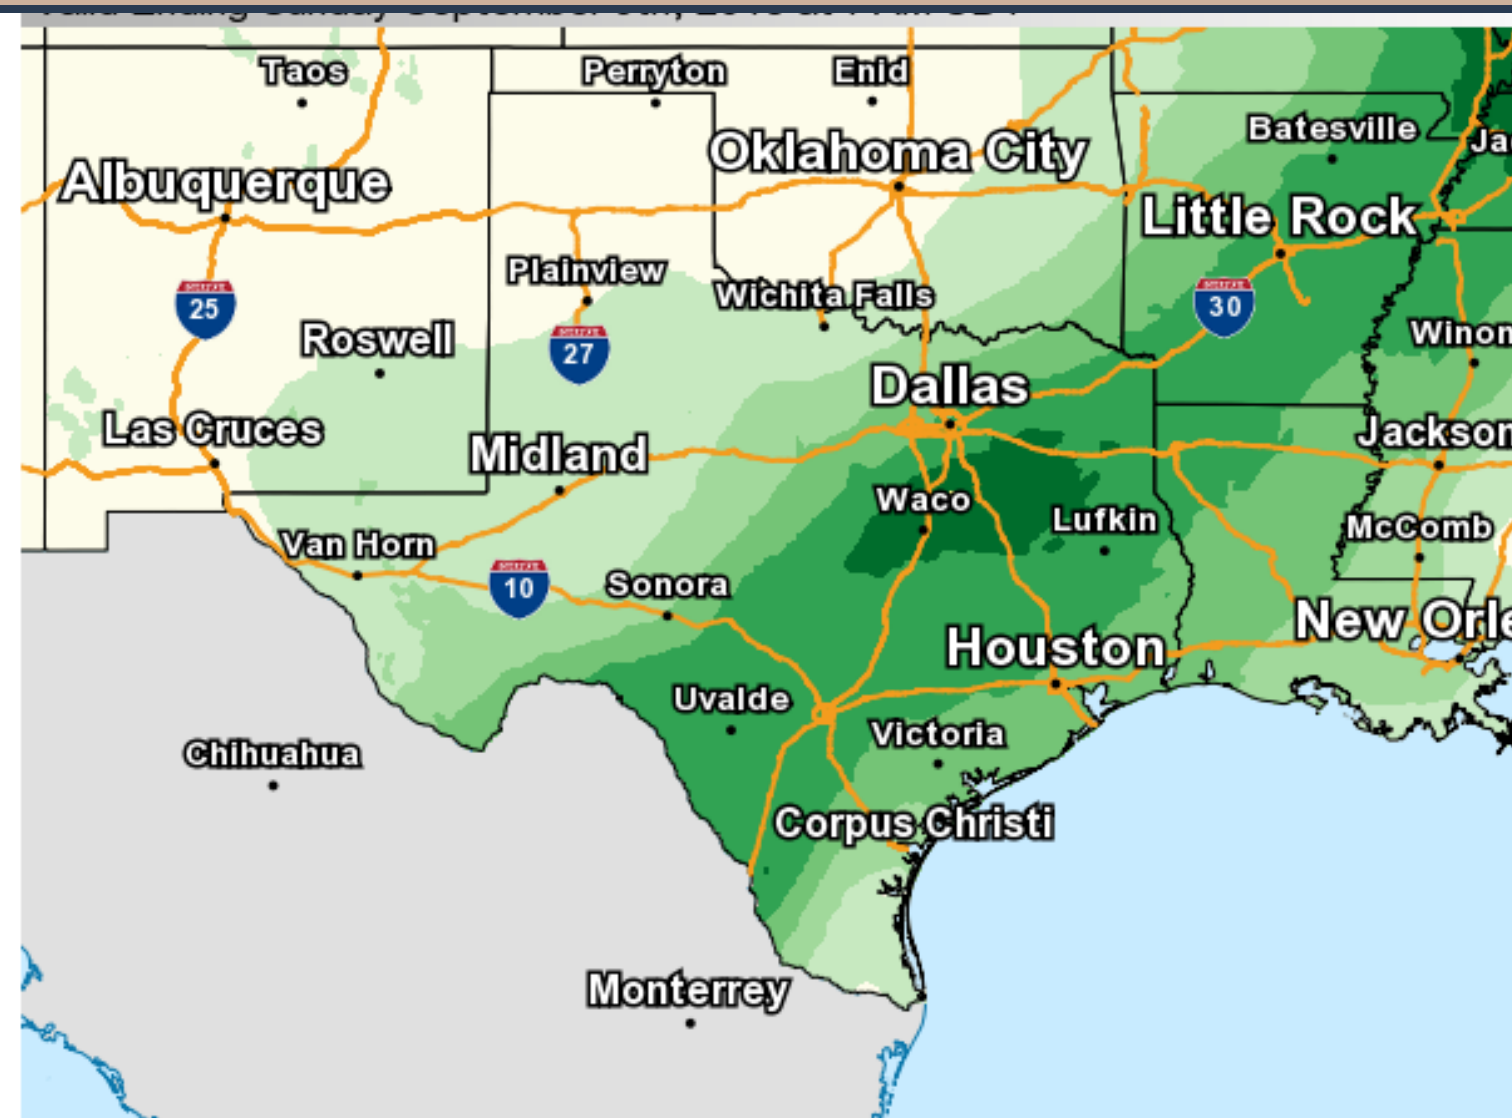 Taos
Perryton
Enid
Batesville
Oklahoma City
Albuquerque
Little Rock
Plainview
Wichita Falls
25
30
Roswell
27
Dallas
Las Cruces
Midland
Waco
Lufkin
McComb
Van Horn
10
Sonora
Houston
Uvalde
Victoria
Chihuahua
Corpus Christi
Monterrey